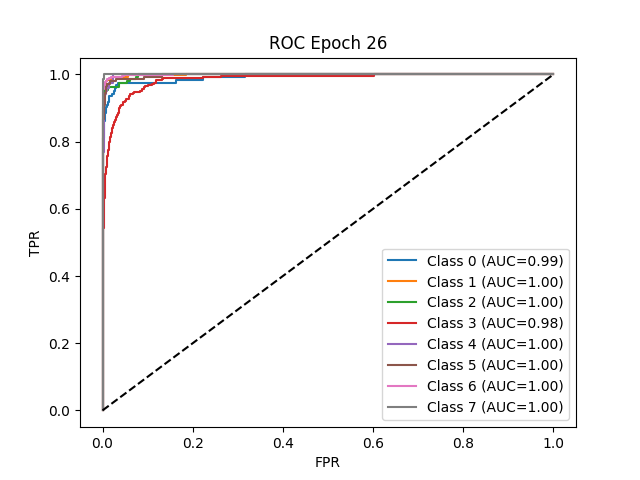 ROC Epoch 26
TPR
1.0
0.8
0.6
0.4
0.2
0.0
Class 0 (AUC=0.99)
Class 1 (AUC=1.00)
Class 2 (AUC=1.00)
Class 3 (AUC=0.98)
Class 4 (AUC=1.00)
Class 5 (AUC=1.00)
Class 6 (AUC=1.00)
Class 7 (AUC=1.00)
0.0 0.2 0.4 0.6 0.8 1.0
FPR